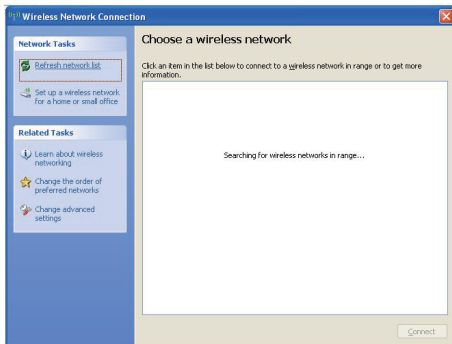 Wireless Network Connection
Network Tasks
Refresh network list
Set up a wireless network
for a home or small office
Related Tasks
Learn about wireless
networking
Change the order of
preferred networks
Change advanced
settings
Choose a wireless network
Click an item in the list below to connect to a wireless network in range or to get more
information.
Searching for wireless networks in range...
Connect